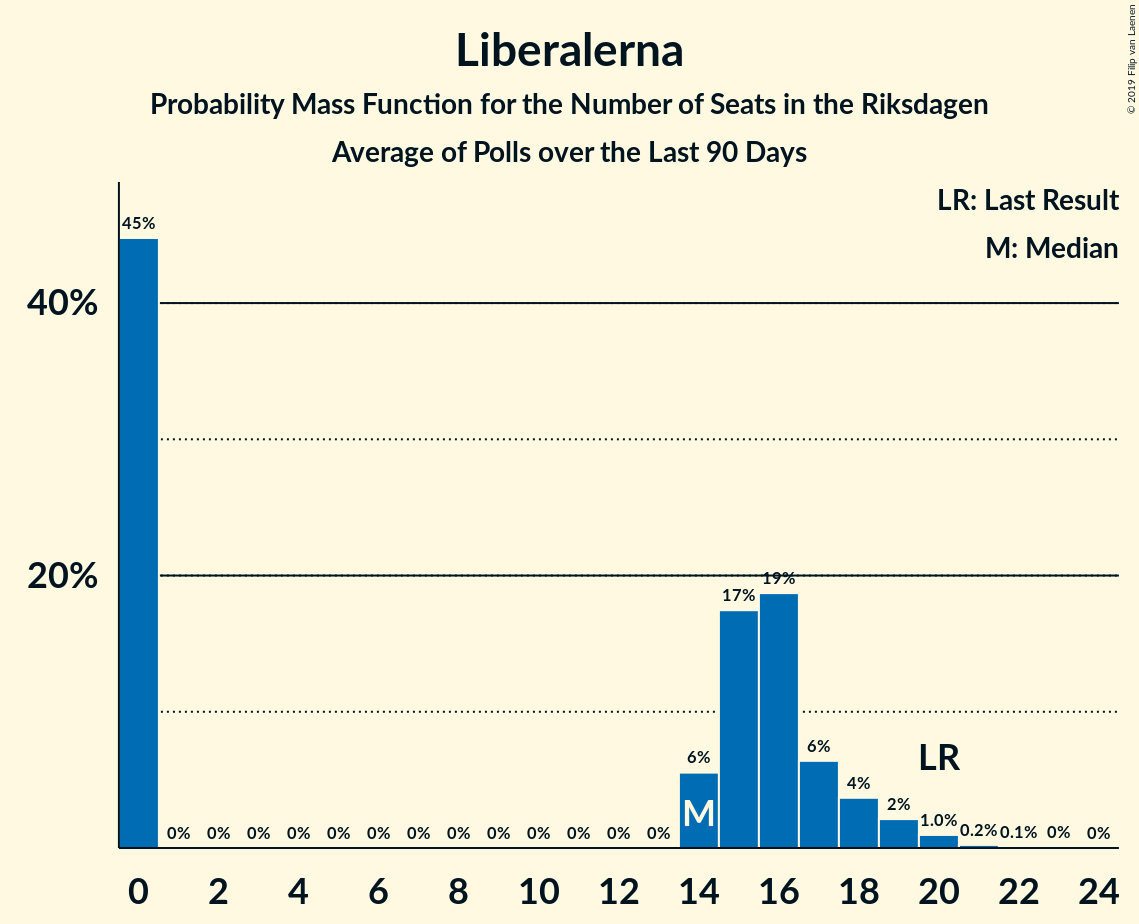 Liberalerna
Probability Mass Function for the Number of Seats in the Riksdagen
Average of Polls over the Last 90 Days
© 2019 Filip van Laenen
LR: Last Result
M: Median
45%
40%
20%
19%
17%
6%
6%
LR
4%
2%
M
1.0%
0% 0% 0% 0% 0% 0% 0% 0% 0% 0% 0% 0% 0% 0.2% 0.1% 0% 0%
0 2 4 6 8 10 12 14 16 18 20 22 24